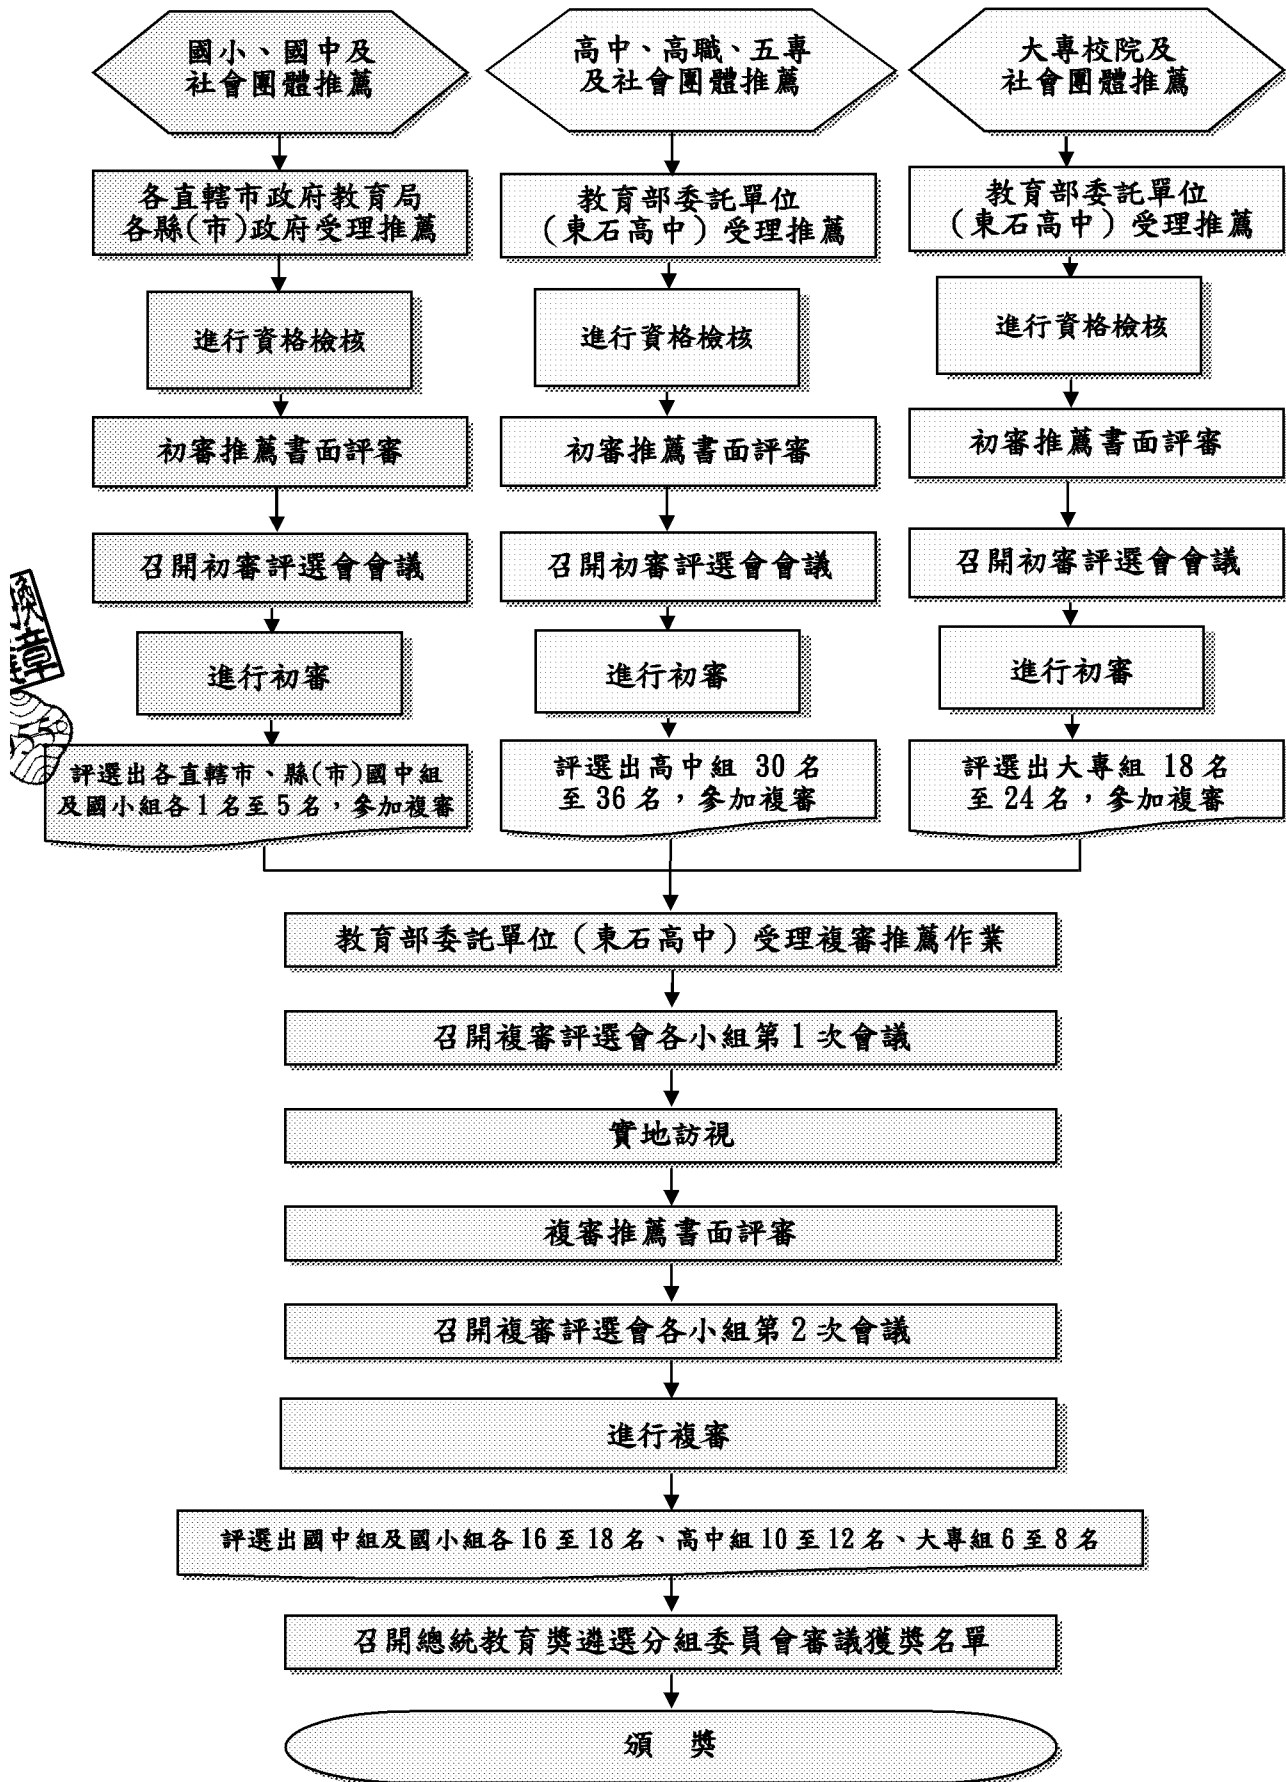 國小、國中及
社會團體推薦
各直轄市政府教育局
各縣(市)政府受理推薦
進行資格檢核
初審推薦書面評審
召開初審評選會會議
進行初審
評選出各直轄市、縣(市)國中組
及國小組各1名至5名，參加複審
高中、高職、五專
及社會團體推薦
教育部委託單位
（東石高中）受理推薦
進行資格檢核
初審推薦書面評審
召開初審評選會會議
進行初審
評選出高中組 30 名
至 36 名，參加複審
大專校院及
社會團體推薦
教育部委託單位
（東石高中）受理推薦
進行資格檢核
初審推薦書面評審
召開初審評選會會議
進行初審
評選出大專組 18 名
至 24 名，參加複審
教育部委託單位（東石高中）受理複審推薦作業
召開複審評選會各小組第 1 次會議
實地訪視
複審推薦書面評審
召開複審評選會各小組第 2 次會議
進行複審
評選出國中組及國小組各 16 至 18 名、高中組 10 至 12 名、大專組 6 至 8 名
召開總統教育獎遴選分組委員會審議獲獎名單
頒 獎
章